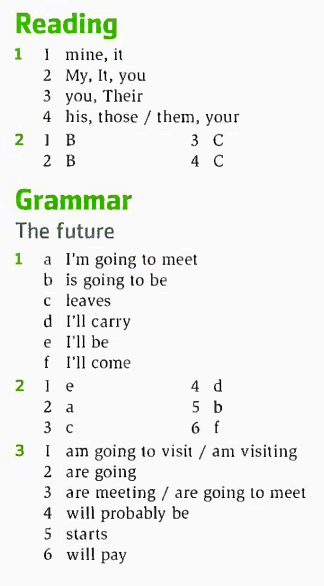 Reading
1 1 mine, it
2 My, It, you
3 you, Their
4 his, those / them, your
2 1 B 3 C
2 B 4 C
Grammar
The future
1 a I'm going to meet
b is going to be
c leaves
d I'll carry
e I'll be
f I'll come
2 1 e 4 d
2 a 5 b
3 c 6 f
3 1 am going to visit / am visiting
2 are going
3 are meeting / are going to meet
4 will probably be
5 starts
6 will pay